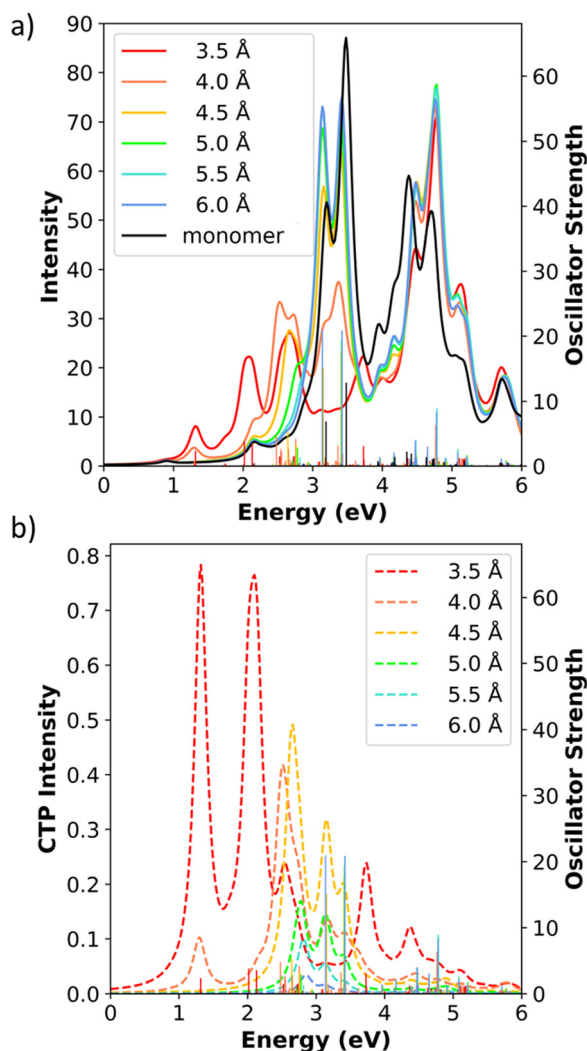 a)
90
80
70
60
50
40
30
20
10
0
Intensity
3.5 Å
4.0 Å
4.5 Å
5.0 Å
5.5 Å
6.0 Å
monomer
60
50
40
30
20
10
0
Oscillator Strength
0 1 2 3 4 5 6
Energy (eV)
b)
0.8
0.7
0.6
0.5
0.4
0.3
0.2
0.1
0.0
CTP Intensity
3.5 Å
4.0 Å
4.5 Å
5.0 Å
5.5 Å
6.0 Å
60
50
40
30
20
10
0
Oscillator Strength
0 1 2 3 4 5 6
Energy (eV)